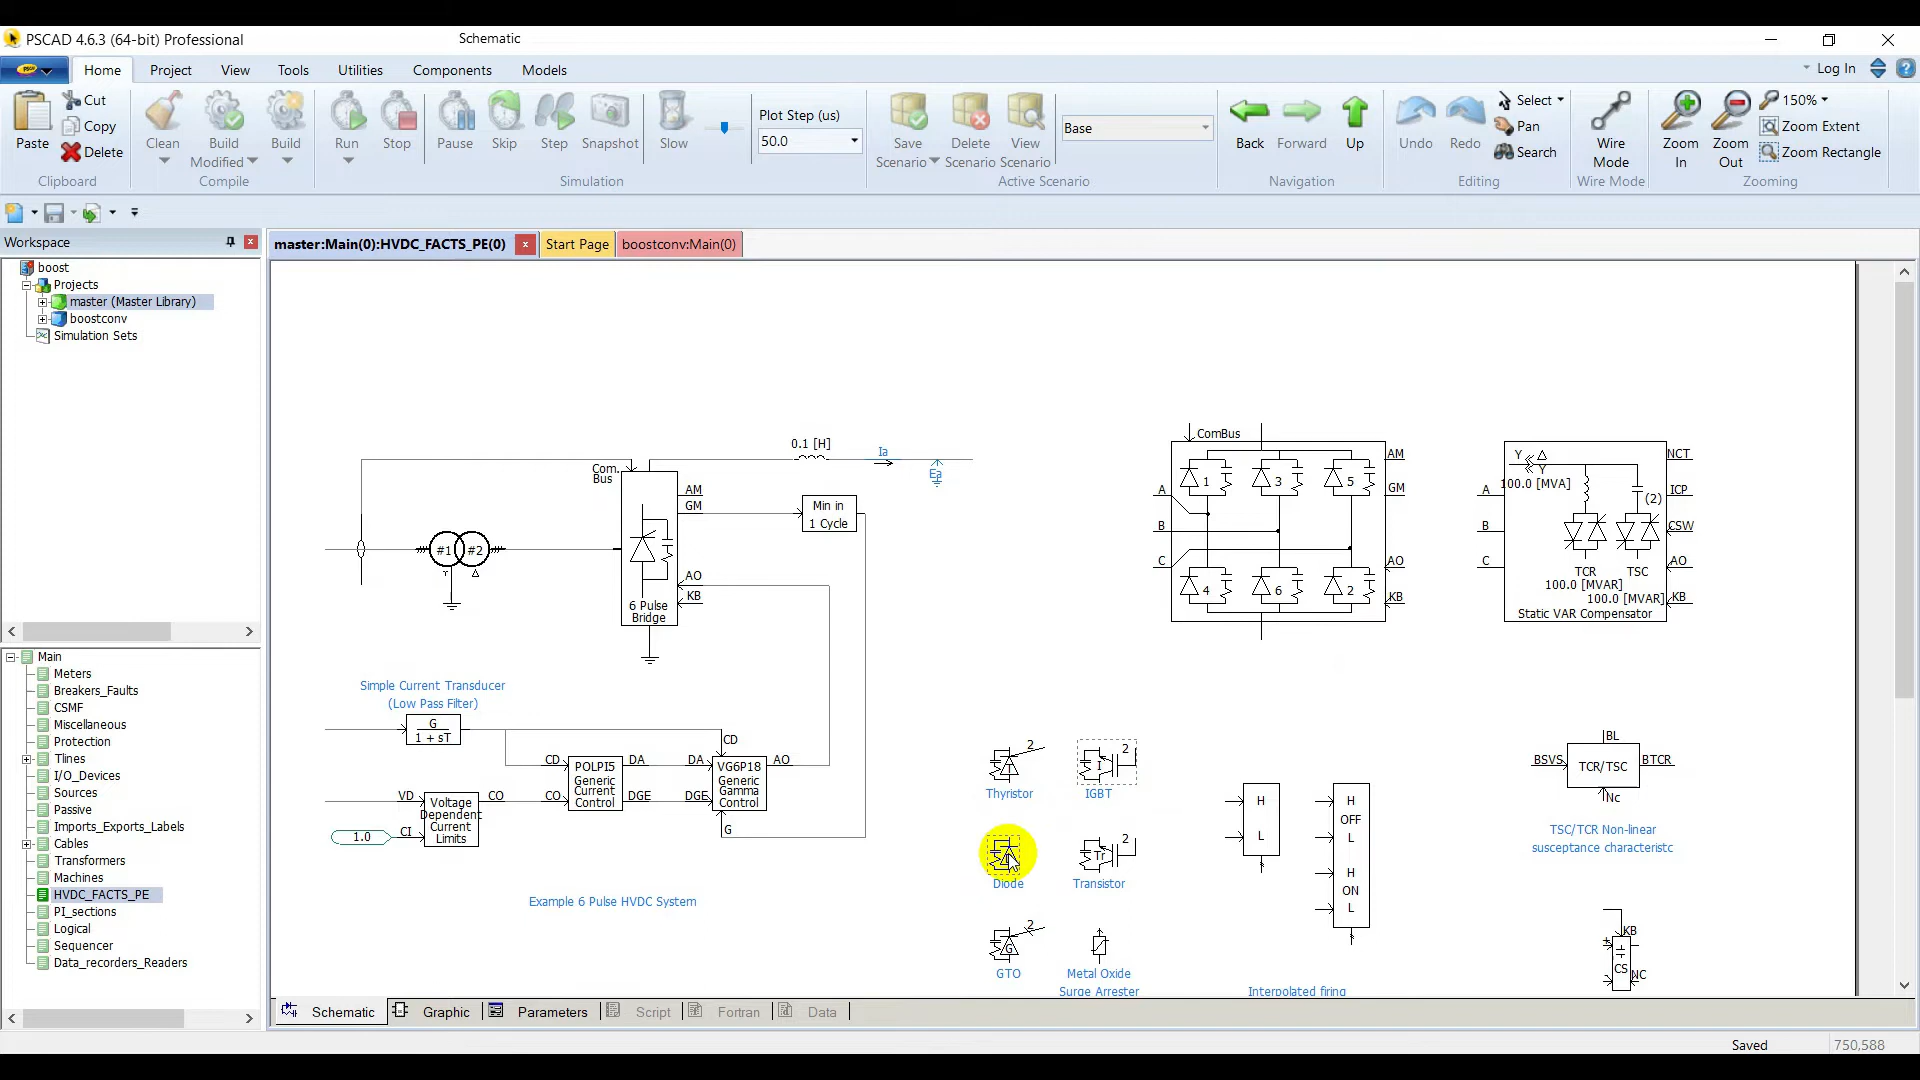 PSCAD 4.6.3 (64-bit) Professional
Schematic
Home
Project
View
Tools
Utilities
Components
Models
Log In
Paste
Cut
Copy
Delete
Clipboard
Clean
Build
Modified
Build
Compile
Run
Stop
Pause
Skip
Step
Snapshot
Slow
Plot Step (us)
50.0
Simulation
Save
Scenario
Delete
Scenario
View
Scenario
Base
Active Scenario
Back
Forward
Up
Navigation
Undo
Redo
Select
Pan
Search
Editing
Wire
Mode
Wire Mode
Zoom
In
Zoom
Out
150%
Zoom Extent
Zoom Rectangle
Zooming
Workspace
boost
Projects
master (Master Library)
boostconv
Simulation Sets
Main
Meters
Breakers_Faults
CSMF
Miscellaneous
Protection
Tlines
I/O_Devices
Sources
Passive
Imports_Exports_Labels
Cables
Transformers
Machines
HVDC_FACTS_PE
PI_sections
Logical
Sequencer
Data_recorders_Readers
master:Main(0):HVDC_FACTS_PE(0)
Start Page
boostconv:Main(0)
0.1 [H]
Ia
Ea
Com.
Bus
AM
GM
Min in
1 Cycle
#1
#2
AO
KB
6 Pulse
Bridge
Simple Current Transducer
(Low Pass Filter)
G
1 + sT
CD
CD
POLPI5
Generic
Current
Control
DA
DA
VG6P18
Generic
Gamma
Control
AO
VD
CO
CO
DGE
DGE
Voltage
Dependent
Current
Limits
1.0
CI
G
Example 6 Pulse HVDC System
ComBus
A
B
C
1
3
5
4
6
2
AM
GM
AO
KB
Y
Y
100.0 [MVA]
(2)
A
B
C
NCT
ICP
CSW
AO
KB
TCR
TSC
100.0 [MVAR]
100.0 [MVAR]
Static VAR Compensator
2
T
Thyristor
2
I
IGBT
Diode
2
Tr
Transistor
2
G
GTO
Metal Oxide
Surge Arrester
H
L
H
OFF
L
H
ON
L
Interpolated firing
BL
BSVS
TCR/TSC
BTCR
Nc
TSC/TCR Non-linear
susceptance characteristc
KB
CS
NC
Schematic
Graphic
Parameters
Script
Fortran
Data
Saved
750,588